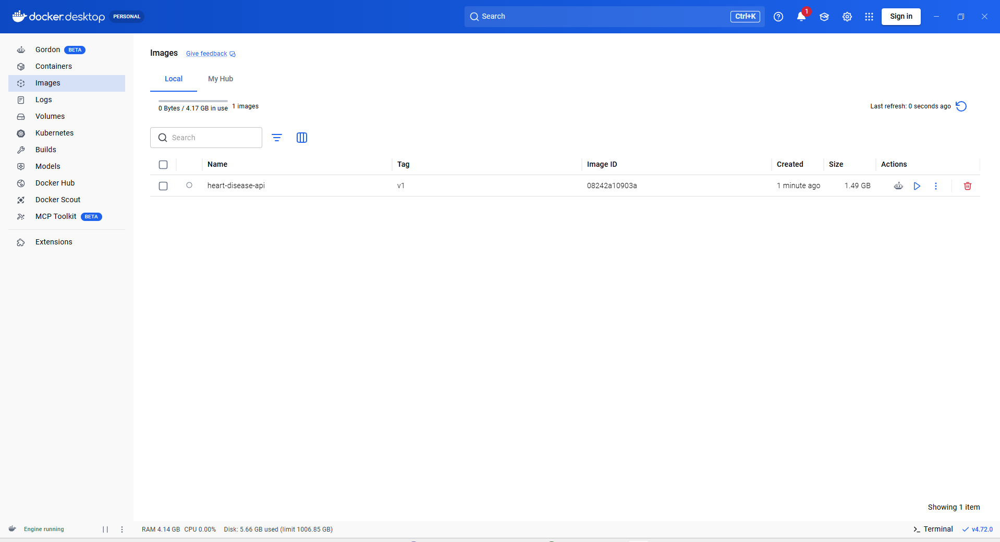 docker.desktop PERSONAL Search Ctrl+K 1 Sign in
Gordon BETA
Containers
Images
Logs
Volumes
Kubernetes
Builds
Models
Docker Hub
Docker Scout
MCP Toolkit BETA
Extensions
Images Give feedback
Local My Hub
0 Bytes / 4.17 GB in use 1 images Last refresh: 0 seconds ago
Search
Name Tag Image ID Created Size Actions
heart-disease-api v1 08242a10903a 1 minute ago 1.49 GB
Showing 1 item
Engine running RAM 4.14 GB CPU 0.00% Disk: 5.66 GB used (limit 1006.85 GB) Terminal v4.72.0